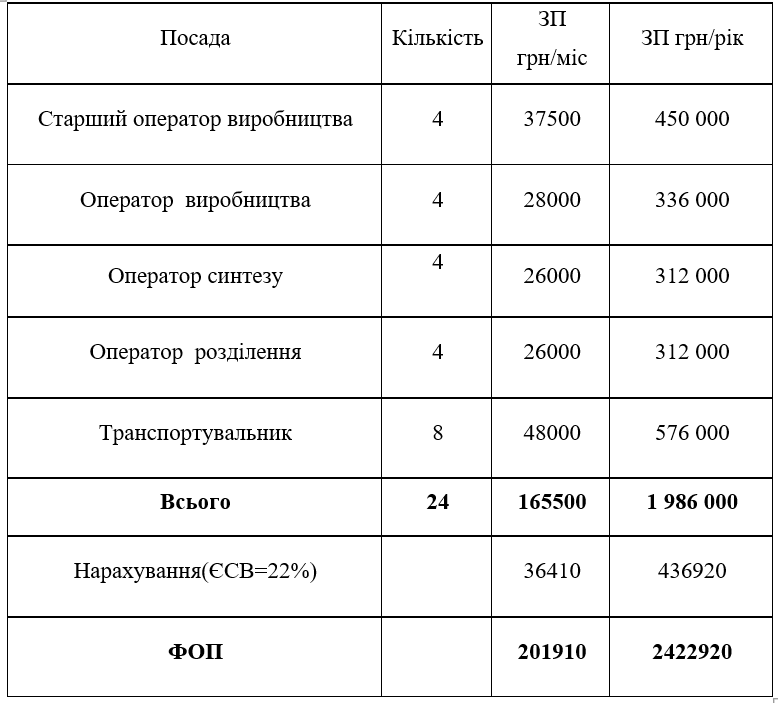 Посада Кількість ЗП грн/міс ЗП грн/рік
Старший оператор виробництва 4 37500 450 000
Оператор виробництва 4 28000 336 000
Оператор синтезу 4 26000 312 000
Оператор розділення 4 26000 312 000
Транспортувальник 8 48000 576 000
Всього 24 165500 1 986 000
Нарахування(ЄСВ=22%) 36410 436920
ФОП 201910 2422920